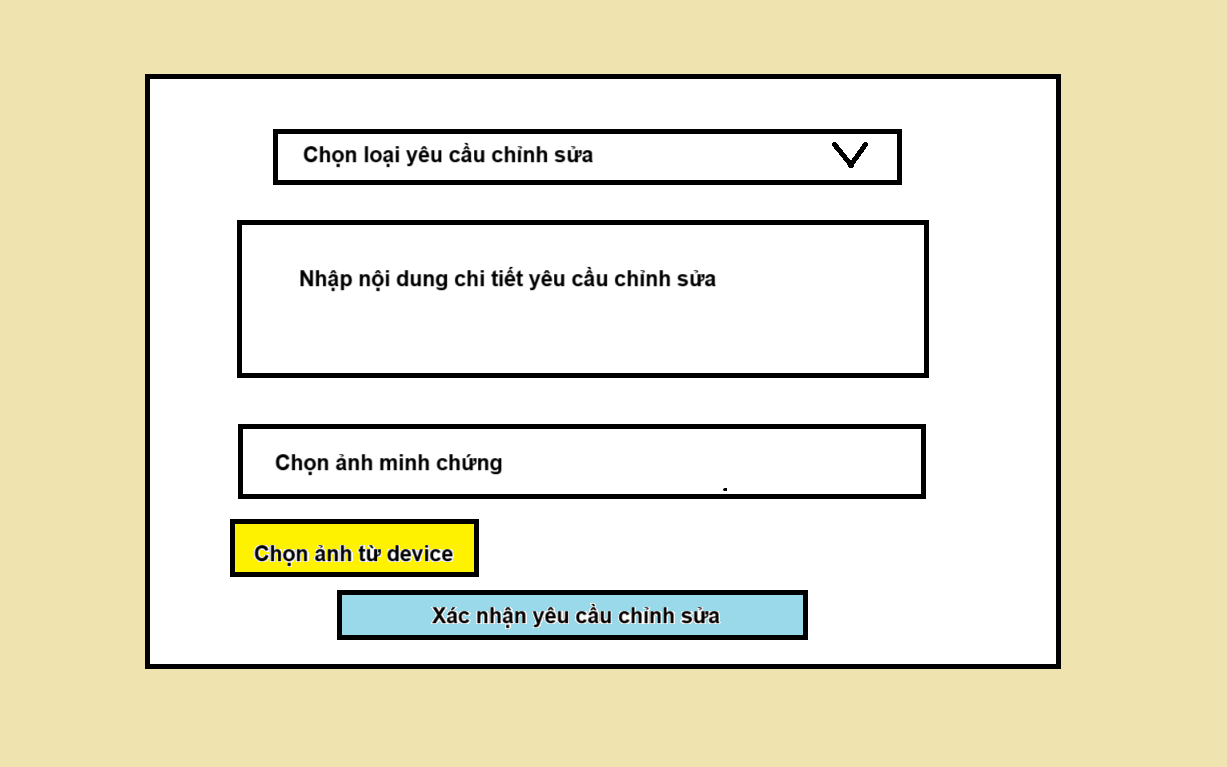 Chọn loại yêu cầu chỉnh sửa
Nhập nội dung chi tiết yêu cầu chỉnh sửa
Chọn ảnh minh chứng
Chọn ảnh từ device
Xác nhận yêu cầu chỉnh sửa